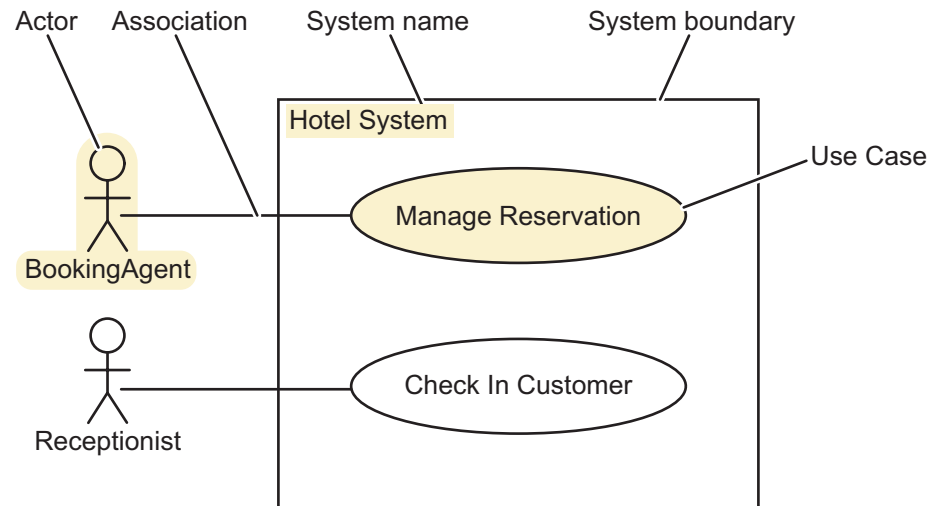 Actor
Association
System name
System boundary
Hotel System
Use Case
Manage Reservation
BookingAgent
Check In Customer
Receptionist